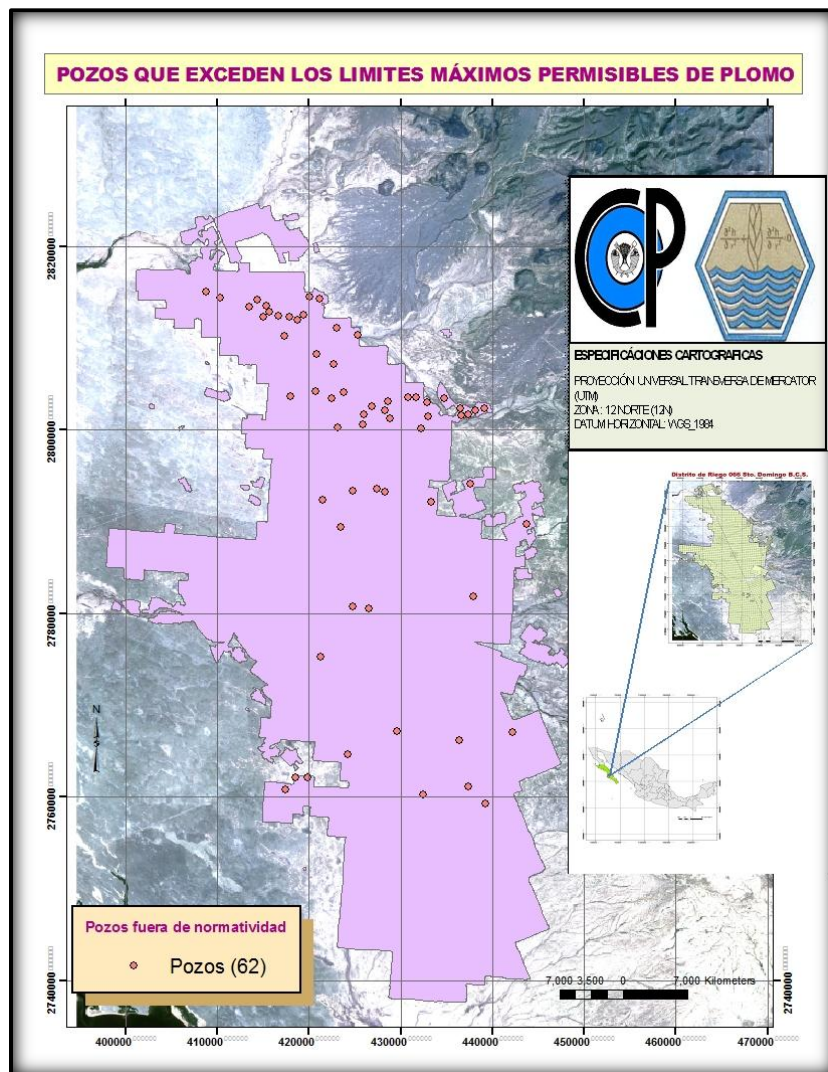 POZOS QUE EXCEDEN LOS LIMITES MÁXIMOS PERMISIBLES DE PLOMO
CP
ESPECIFICÁCIONES CARTOGRAFICAS
PROYECCIÓN UNIVERSAL TRANSVERSA DE MERCATOR
(UTM)
ZONA: 12 NORTE (12N)
DATUM HORIZONTAL: WGS_1984
Distrito de Riego 066 Sto. Domingo B.C.S.
2820000
2800000
2780000
2760000
2740000
2740000
N
S
Pozos fuera de normatividad
Pozos (62)
7,000 3,500 0 7,000 Kilometers
400000 410000 420000 430000 440000 450000 460000 470000